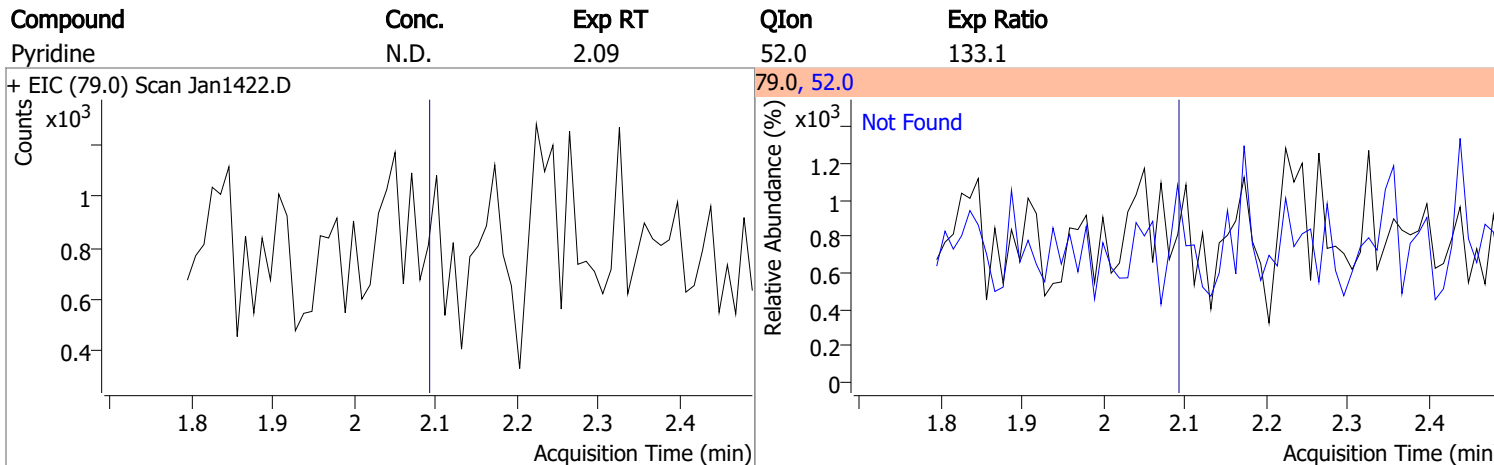 Compound Conc. Exp RT QIon Exp Ratio
Pyridine N.D. 2.09 52.0 133.1
+ EIC (79.0) Scan Jan1422.D
Counts
x10³
1
0.8
0.6
0.4
1.8 1.9 2 2.1 2.2 2.3 2.4
Acquisition Time (min)
79.0, 52.0
Relative Abundance (%)
x10³
Not Found
1.2
1
0.8
0.6
0.4
0.2
0
1.8 1.9 2 2.1 2.2 2.3 2.4
Acquisition Time (min